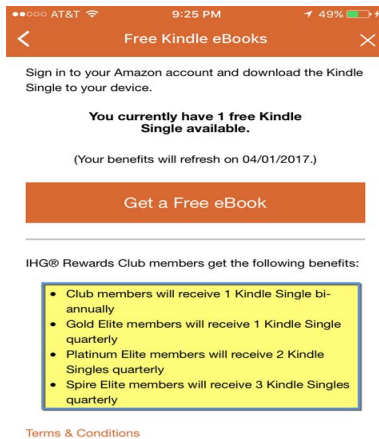 ●●○○○ AT&T 9:25 PM 49%
Free Kindle eBooks
Sign in to your Amazon account and download the Kindle
Single to your device.
You currently have 1 free Kindle
Single available.
(Your benefits will refresh on 04/01/2017.)
Get a Free eBook
IHG® Rewards Club members get the following benefits:
• Club members will receive 1 Kindle Single bi-
annually
• Gold Elite members will receive 1 Kindle Single
quarterly
• Platinum Elite members will receive 2 Kindle
Singles quarterly
• Spire Elite members will receive 3 Kindle Singles
quarterly
Terms & Conditions